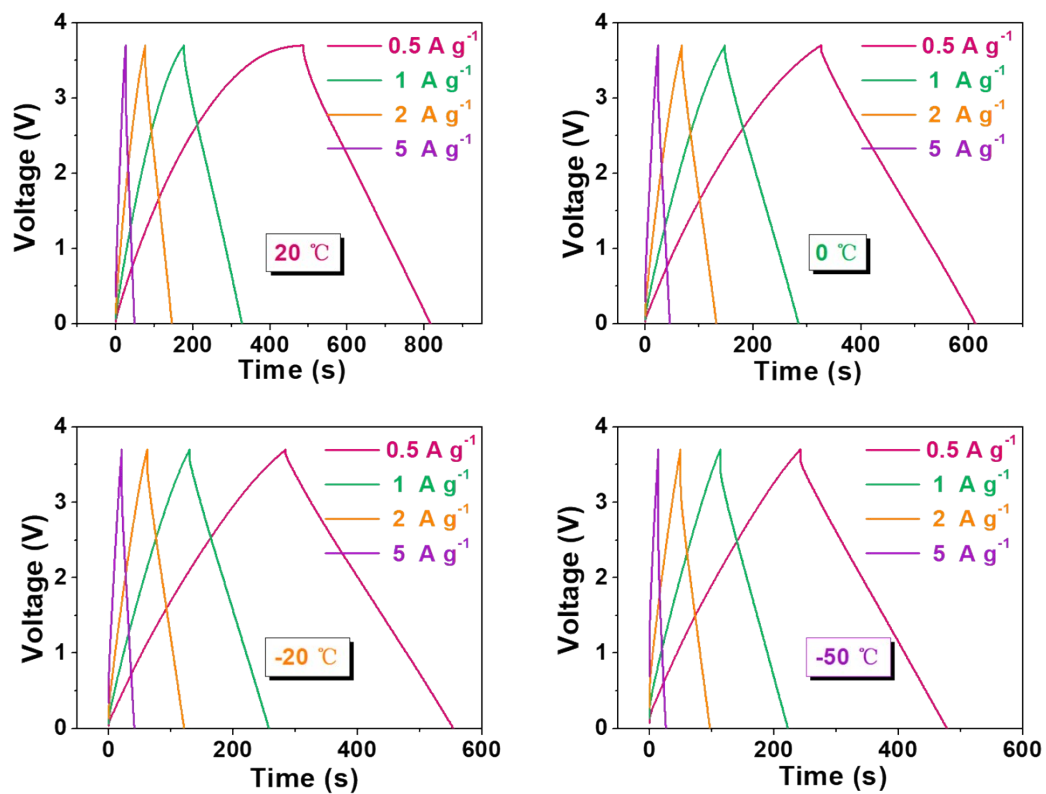 4
3
2
1
0
Voltage (V)
0.5 A g⁻¹
1 A g⁻¹
2 A g⁻¹
5 A g⁻¹
20 ℃
0 200 400 600 800
Time (s)
4
3
2
1
0
Voltage (V)
0.5 A g⁻¹
1 A g⁻¹
2 A g⁻¹
5 A g⁻¹
0 ℃
0 200 400 600
Time (s)
4
3
2
1
0
Voltage (V)
0.5 A g⁻¹
1 A g⁻¹
2 A g⁻¹
5 A g⁻¹
-20 ℃
0 200 400 600
Time (s)
4
3
2
1
0
Voltage (V)
0.5 A g⁻¹
1 A g⁻¹
2 A g⁻¹
5 A g⁻¹
-50 ℃
0 200 400 600
Time (s)